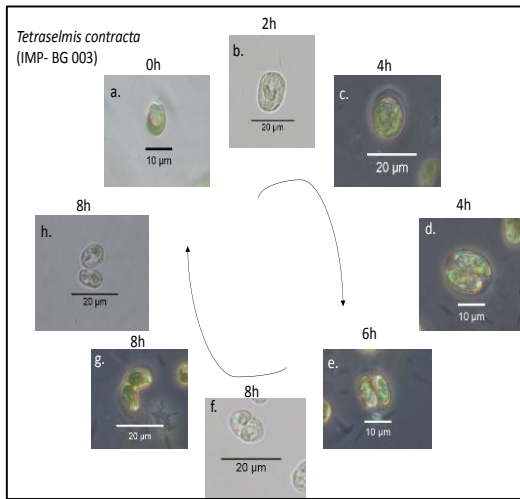 Tetraselmis contracta
(IMP- BG 003)
0h
a.
10 µm
2h
b.
20 µm
4h
c.
20 µm
4h
d.
10 µm
6h
e.
10 µm
8h
f.
20 µm
8h
g.
20 µm
8h
h.
20 µm